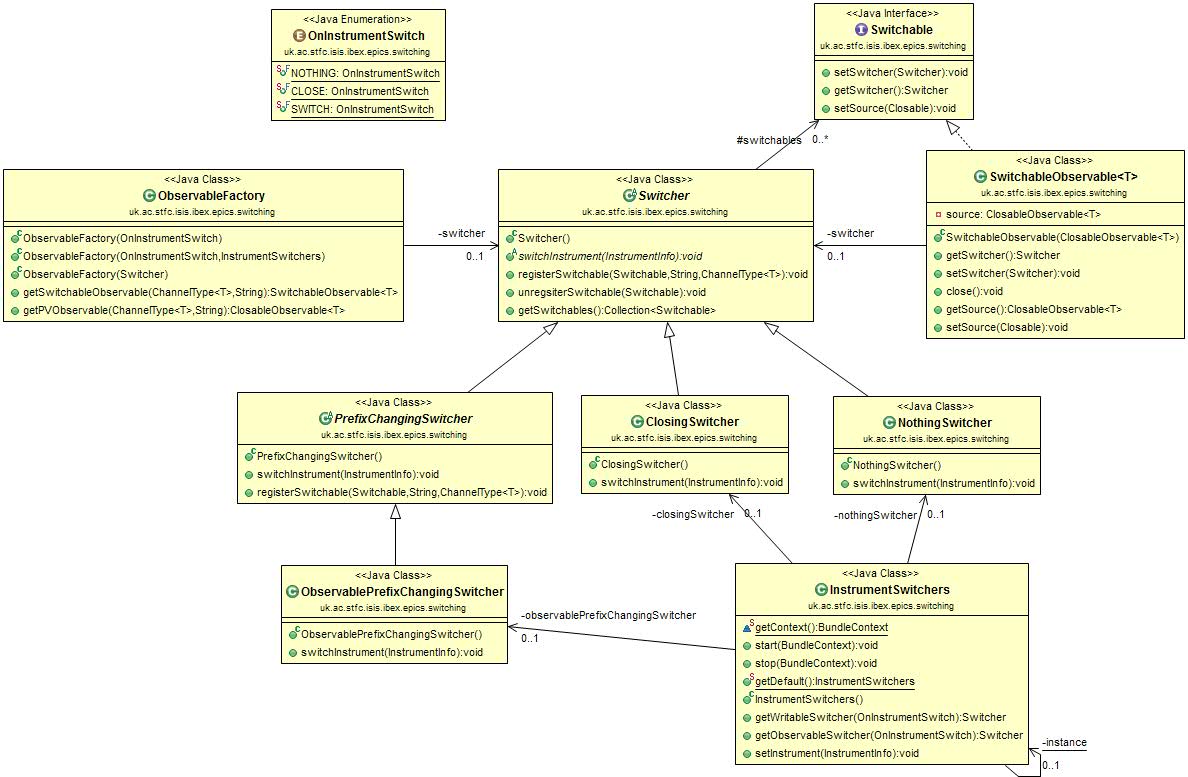 <<Java Enumeration>>
OnInstrumentSwitch
uk.ac.stfc.isis.ibex.epics.switching
NOTHING: OnInstrumentSwitch
CLOSE: OnInstrumentSwitch
SWITCH: OnInstrumentSwitch
<<Java Interface>>
Switchable
uk.ac.stfc.isis.ibex.epics.switching
setSwitcher(Switcher):void
getSwitcher():Switcher
setSource(Closable):void
#switchables 0..*
<<Java Class>>
ObservableFactory
uk.ac.stfc.isis.ibex.epics.switching
ObservableFactory(OnInstrumentSwitch)
ObservableFactory(OnInstrumentSwitch,InstrumentSwitchers)
ObservableFactory(Switcher)
getSwitchableObservable(ChannelType<T>,String):SwitchableObservable<T>
getPVObservable(ChannelType<T>,String):ClosableObservable<T>
-switcher
0..1
<<Java Class>>
Switcher
uk.ac.stfc.isis.ibex.epics.switching
Switcher()
switchInstrument(InstrumentInfo):void
registerSwitchable(Switchable,String,ChannelType<T>):void
unregsiterSwitchable(Switchable):void
getSwitchables():Collection<Switchable>
-switcher
0..1
<<Java Class>>
SwitchableObservable<T>
uk.ac.stfc.isis.ibex.epics.switching
source: ClosableObservable<T>
SwitchableObservable(ClosableObservable<T>)
getSwitcher():Switcher
setSwitcher(Switcher):void
close():void
getSource():ClosableObservable<T>
setSource(Closable):void
<<Java Class>>
PrefixChangingSwitcher
uk.ac.stfc.isis.ibex.epics.switching
PrefixChangingSwitcher()
switchInstrument(InstrumentInfo):void
registerSwitchable(Switchable,String,ChannelType<T>):void
<<Java Class>>
ClosingSwitcher
uk.ac.stfc.isis.ibex.epics.switching
ClosingSwitcher()
switchInstrument(InstrumentInfo):void
<<Java Class>>
NothingSwitcher
uk.ac.stfc.isis.ibex.epics.switching
NothingSwitcher()
switchInstrument(InstrumentInfo):void
-closingSwitcher 0..1
-nothingSwitcher 0..1
<<Java Class>>
ObservablePrefixChangingSwitcher
uk.ac.stfc.isis.ibex.epics.switching
ObservablePrefixChangingSwitcher()
switchInstrument(InstrumentInfo):void
-observablePrefixChangingSwitcher
0..1
<<Java Class>>
InstrumentSwitchers
uk.ac.stfc.isis.ibex.epics.switching
getContext():BundleContext
start(BundleContext):void
stop(BundleContext):void
getDefault():InstrumentSwitchers
InstrumentSwitchers()
getWritableSwitcher(OnInstrumentSwitch):Switcher
getObservableSwitcher(OnInstrumentSwitch):Switcher
setInstrument(InstrumentInfo):void
-instance
0..1